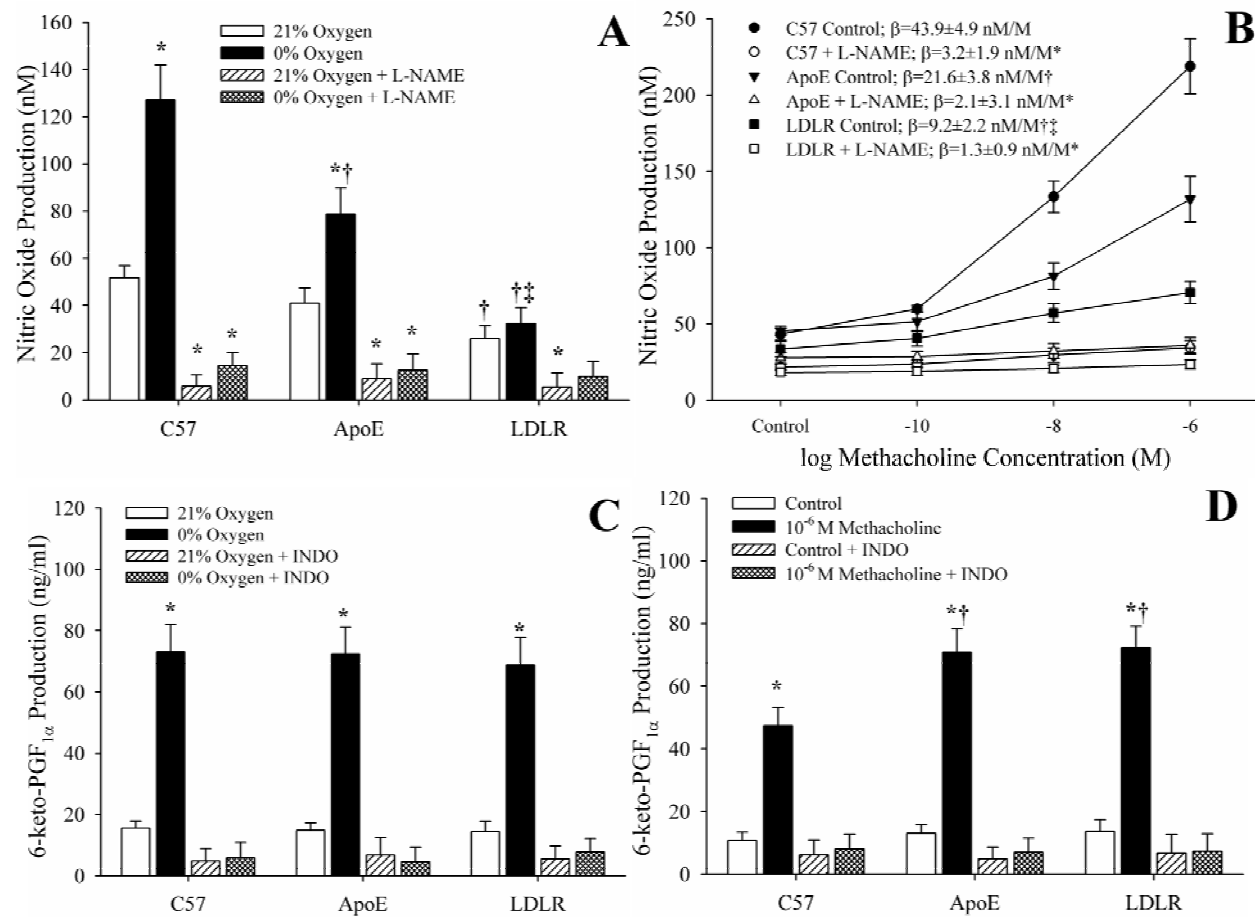 A
21% Oxygen
0% Oxygen
21% Oxygen + L-NAME
0% Oxygen + L-NAME
Nitric Oxide Production (nM)
160
140
120
100
80
60
40
20
0
*
*†
†
†‡
*
*
*
*
*
C57 ApoE LDLR
B
C57 Control; β=43.9±4.9 nM/M
C57 + L-NAME; β=3.2±1.9 nM/M*
ApoE Control; β=21.6±3.8 nM/M†
ApoE + L-NAME; β=2.1±3.1 nM/M*
LDLR Control; β=9.2±2.2 nM/M†‡
LDLR + L-NAME; β=1.3±0.9 nM/M*
Nitric Oxide Production (nM)
250
200
150
100
50
0
Control -10 -8 -6
log Methacholine Concentration (M)
C
21% Oxygen
0% Oxygen
21% Oxygen + INDO
0% Oxygen + INDO
6-keto-PGF1α Production (ng/ml)
120
100
80
60
40
20
0
* * *
C57 ApoE LDLR
D
Control
10-6 M Methacholine
Control + INDO
10-6 M Methacholine + INDO
6-keto-PGF1α Production (ng/ml)
120
100
80
60
40
20
0
* *† *†
C57 ApoE LDLR